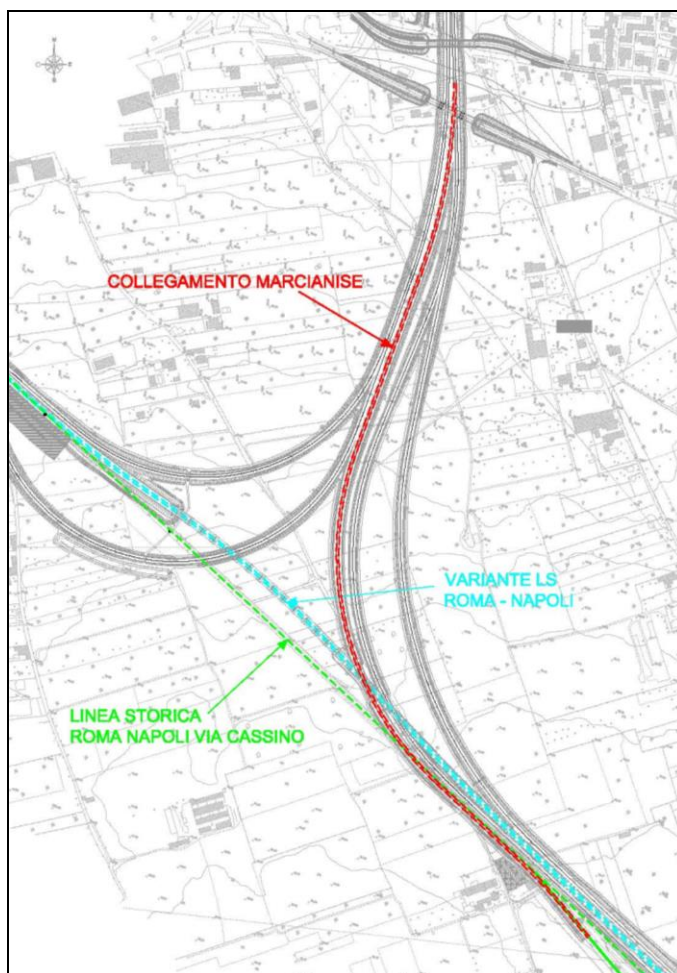 COLLEGAMENTO MARCIANISE
VARIANTE LS
ROMA - NAPOLI
LINEA STORICA
ROMA NAPOLI VIA CASSINO